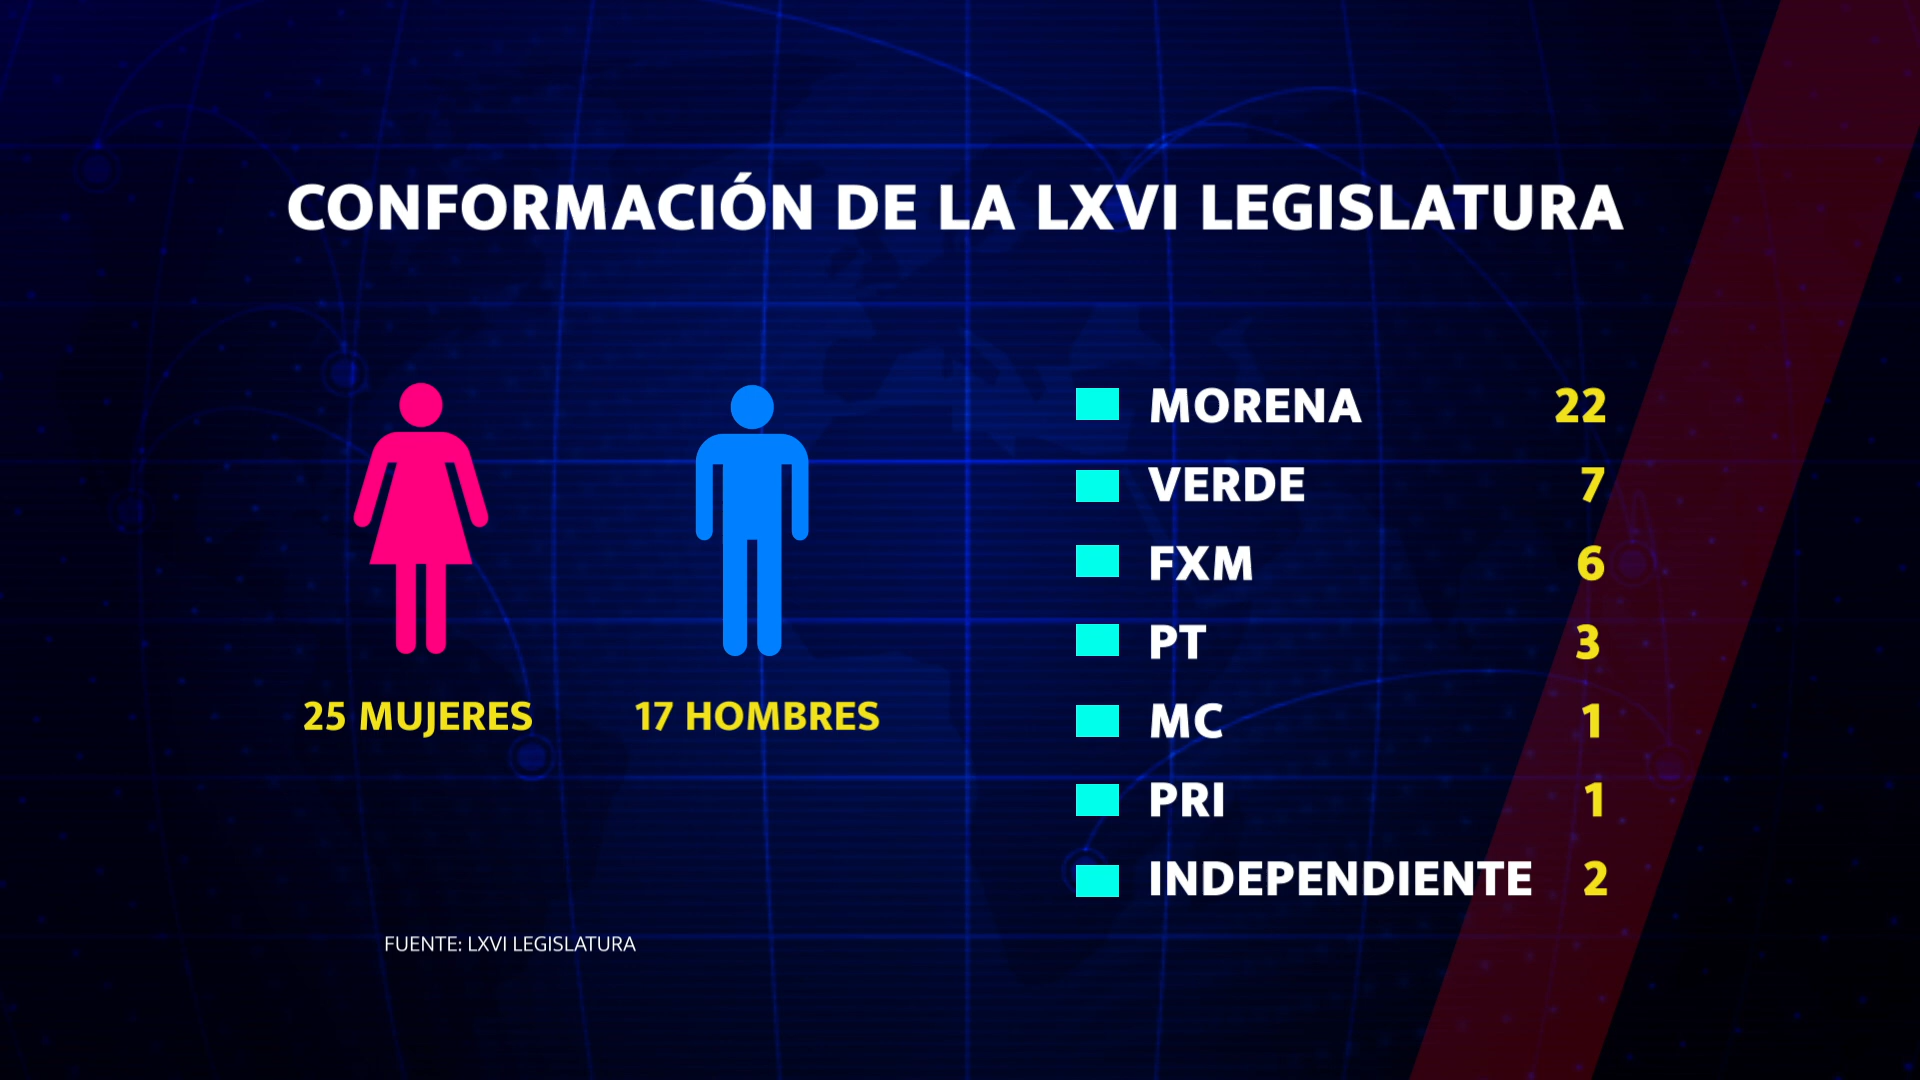 CONFORMACIÓN DE LA LXVI LEGISLATURA
25 MUJERES
17 HOMBRES
MORENA 22
VERDE 7
FXM 6
PT 3
MC 1
PRI 1
INDEPENDIENTE 2
FUENTE: LXVI LEGISLATURA